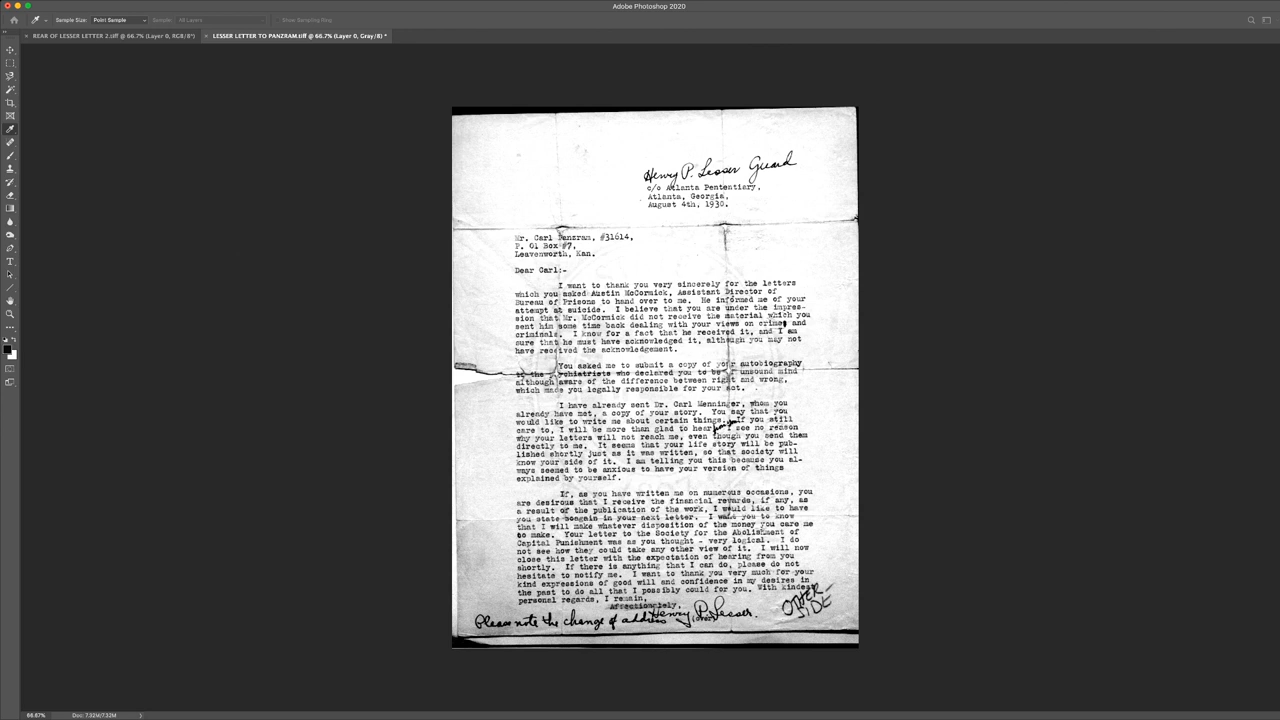 Adobe Photoshop 2020
Sample Size: Point Sample Sample: All Layers Show Sampling Ring
× REAR OF LESSER LETTER 2.tiff @ 66.7% (Layer 0, RGB/8*) × LESSER LETTER TO PANZRAM.tiff @ 66.7% (Layer 0, Gray/8) *
Henry P. Lesser Guard
c/o Atlanta Pententiary,
Atlanta, Georgia,
August 4th, 1930.
Mr. Carl Panzram, #31614,
P. O1 Box #7,
Leavenworth, Kan.
Dear Carl:-
I want to thank you very sincerely for the letters
which you asked Austin McCormick, Assistant Director of
Bureau of Prisons to hand over to me. He informed me of your
attempt at suicide. I believe that you are under the impres-
sion that Mr. McCormick did not receive the material which you
sent him some time back dealing with your views on crimes and
criminals. I know for a fact that he received it, and I am
sure that he must have acknowledged it, although you may not
have received the acknowledgement.
You asked me to submit a copy of your autobiography
to the who declared you to be of unsound mind
although aware of the difference between right and wrong,
which made you legally responsible for your act.
I have already sent Dr. Carl Menninger, whom you
already have met, a copy of your story. You say that you
would like to write me about certain things. If you still
care to, I will be more than glad to hear I see no reason
why your letters will not reach me, even though you send them
directly to me. It seems that your life story will be pub-
lished shortly just as it was written, so that society will
know your side of it. I am telling you this because you al-
ways seemed to be anxious to have your version of things
explained by yourself.
If, as you have written me on numerous occasions, you
are desirous that I receive the financial rewards, if any, as
a result of the publication of the work, I would like to have
you state in your next letter. I want you to know
that I will make whatever disposition of the money you care me
to make. Your letter to the Society for the Abolishment of
Capital Punishment was as you thought - very logical. I do
not see how they could take any other view of it. I will now
close this letter with the expectation of hearing from you
shortly. If there is anything that I can do, please do not
hesitate to notify me. I want to thank you very much for your
kind expressions of good will and confidence in my desires in
the past to do all that I possibly could for you. With kindest
personal regards, I remain,
Affectionately,
Henry P. Lesser.
(over)
Please note the change of address
OTHER
SIDE
66.67% Doc: 7.32M/7.32M